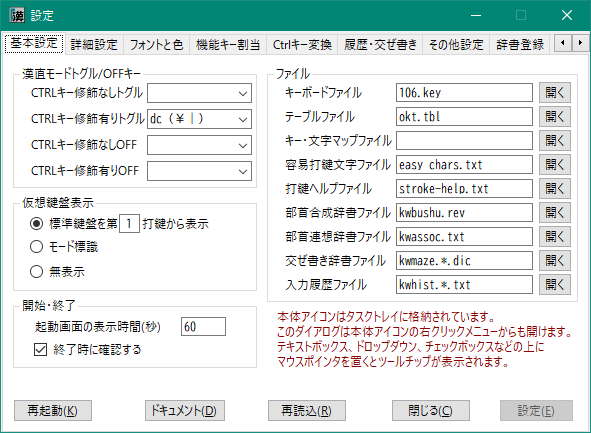 設定
基本設定 詳細設定 フォントと色 機能キー割当 Ctrlキー変換 履歴・交ぜ書き その他設定 辞書登録
漢直モードトグル/OFFキー
CTRLキー修飾なしトグル
CTRLキー修飾有りトグル dc (￥｜)
CTRLキー修飾なしOFF
CTRLキー修飾有りOFF
仮想鍵盤表示
標準鍵盤を第 1 打鍵から表示
モード標識
無表示
開始・終了
起動画面の表示時間(秒) 60
終了時に確認する
ファイル
キーボードファイル 106.key 開く
テーブルファイル okt.tbl 開く
キー・文字マップファイル 開く
容易打鍵文字ファイル easy_chars.txt 開く
打鍵ヘルプファイル stroke-help.txt 開く
部首合成辞書ファイル kwbushu.rev 開く
部首連想辞書ファイル kwassoc.txt 開く
交ぜ書き辞書ファイル kwmaze.*.dic 開く
入力履歴ファイル kwhist.*.txt 開く
本体アイコンはタスクトレイに格納されています。
このダイアログは本体アイコンの右クリックメニューからも開けます。
テキストボックス、ドロップダウン、チェックボックスなどの上に
マウスポインタを置くとツールチップが表示されます。
再起動(K) ドキュメント(D) 再読込(R) 閉じる(C) 設定(E)